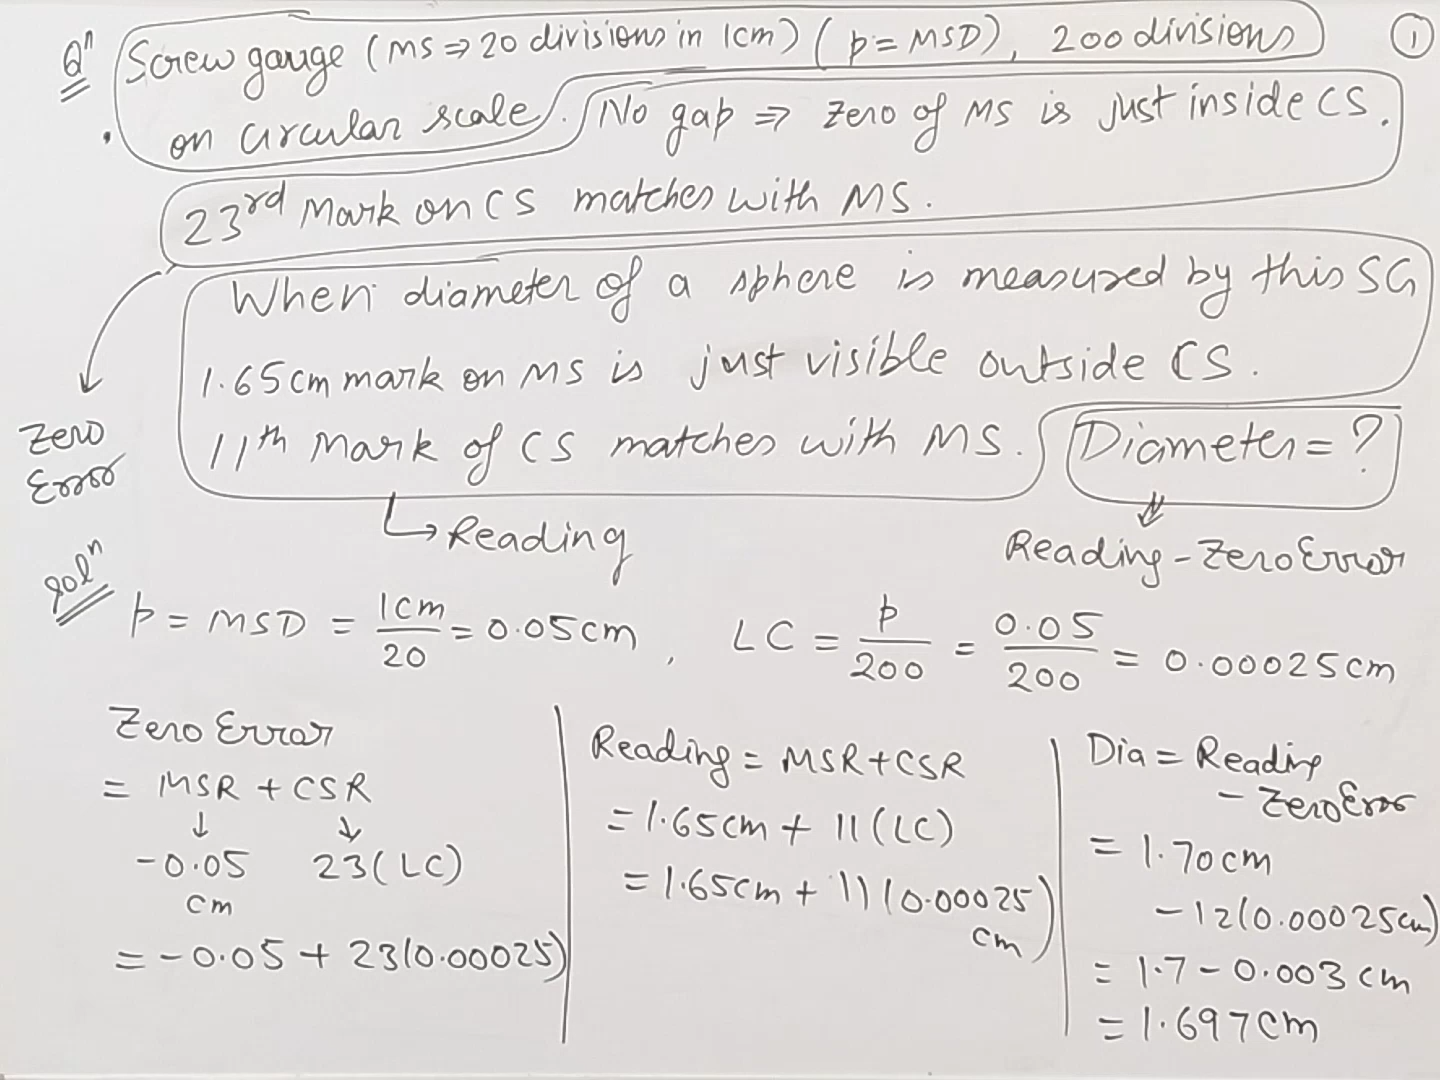 Qⁿ Screw gauge (MS ⇒ 20 divisions in 1cm) (p = MSD), 200 divisions ①
on circular scale. No gap ⇒ zero of MS is just inside CS.
23rd Mark on CS matches with MS.
When diameter of a sphere is measured by this SG
1.65cm mark on MS is just visible outside CS.
11th Mark of CS matches with MS. Diameter = ?
Zero
Error
↳ Reading
Reading - Zero Error
Solⁿ
p = MSD = 1cm/20 = 0.05cm, LC = p/200 = 0.05/200 = 0.00025cm
Zero Error
= MSR + CSR
↓ ↓
-0.05 23(LC)
cm
= -0.05 + 23(0.00025)
Reading = MSR + CSR
= 1.65cm + 11(LC)
= 1.65cm + 11(0.00025
cm)
Dia = Reading
- Zero Error
= 1.70cm
- 12(0.00025cm)
= 1.7 - 0.003 cm
= 1.697cm